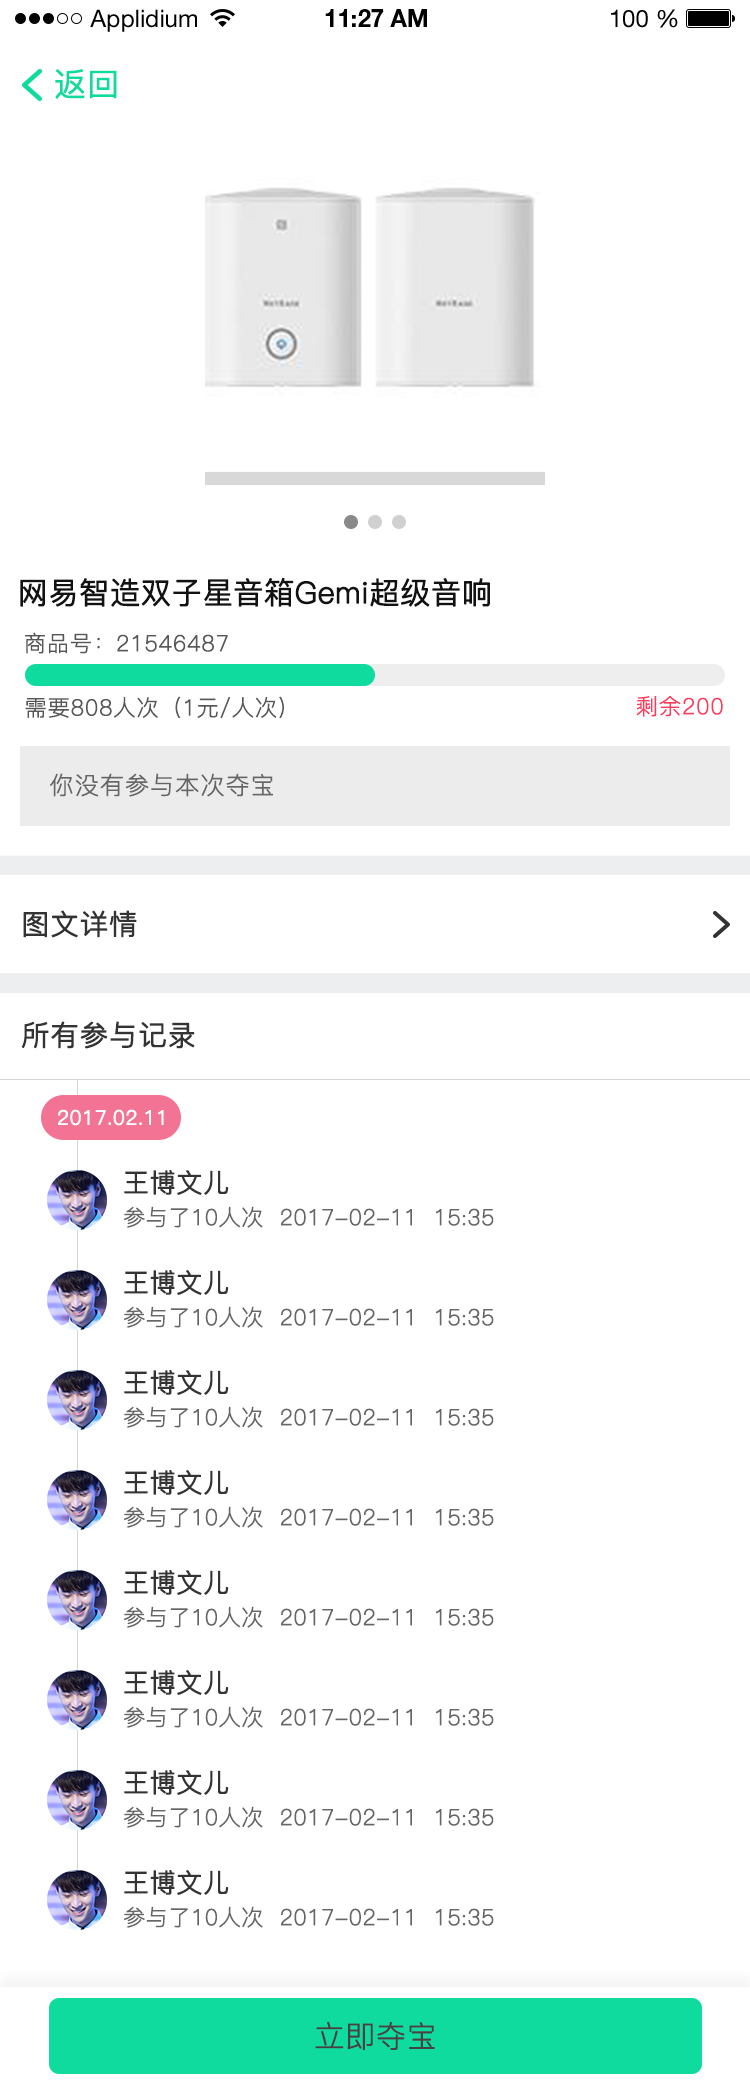 Applidium 11:27 AM 100 %
返回
网易智造双子星音箱Gemi超级音响
商品号：21546487
需要808人次（1元/人次） 剩余200
你没有参与本次夺宝
图文详情
所有参与记录
2017.02.11
王博文儿
参与了10人次 2017-02-11 15:35
王博文儿
参与了10人次 2017-02-11 15:35
王博文儿
参与了10人次 2017-02-11 15:35
王博文儿
参与了10人次 2017-02-11 15:35
王博文儿
参与了10人次 2017-02-11 15:35
王博文儿
参与了10人次 2017-02-11 15:35
王博文儿
参与了10人次 2017-02-11 15:35
王博文儿
参与了10人次 2017-02-11 15:35
立即夺宝